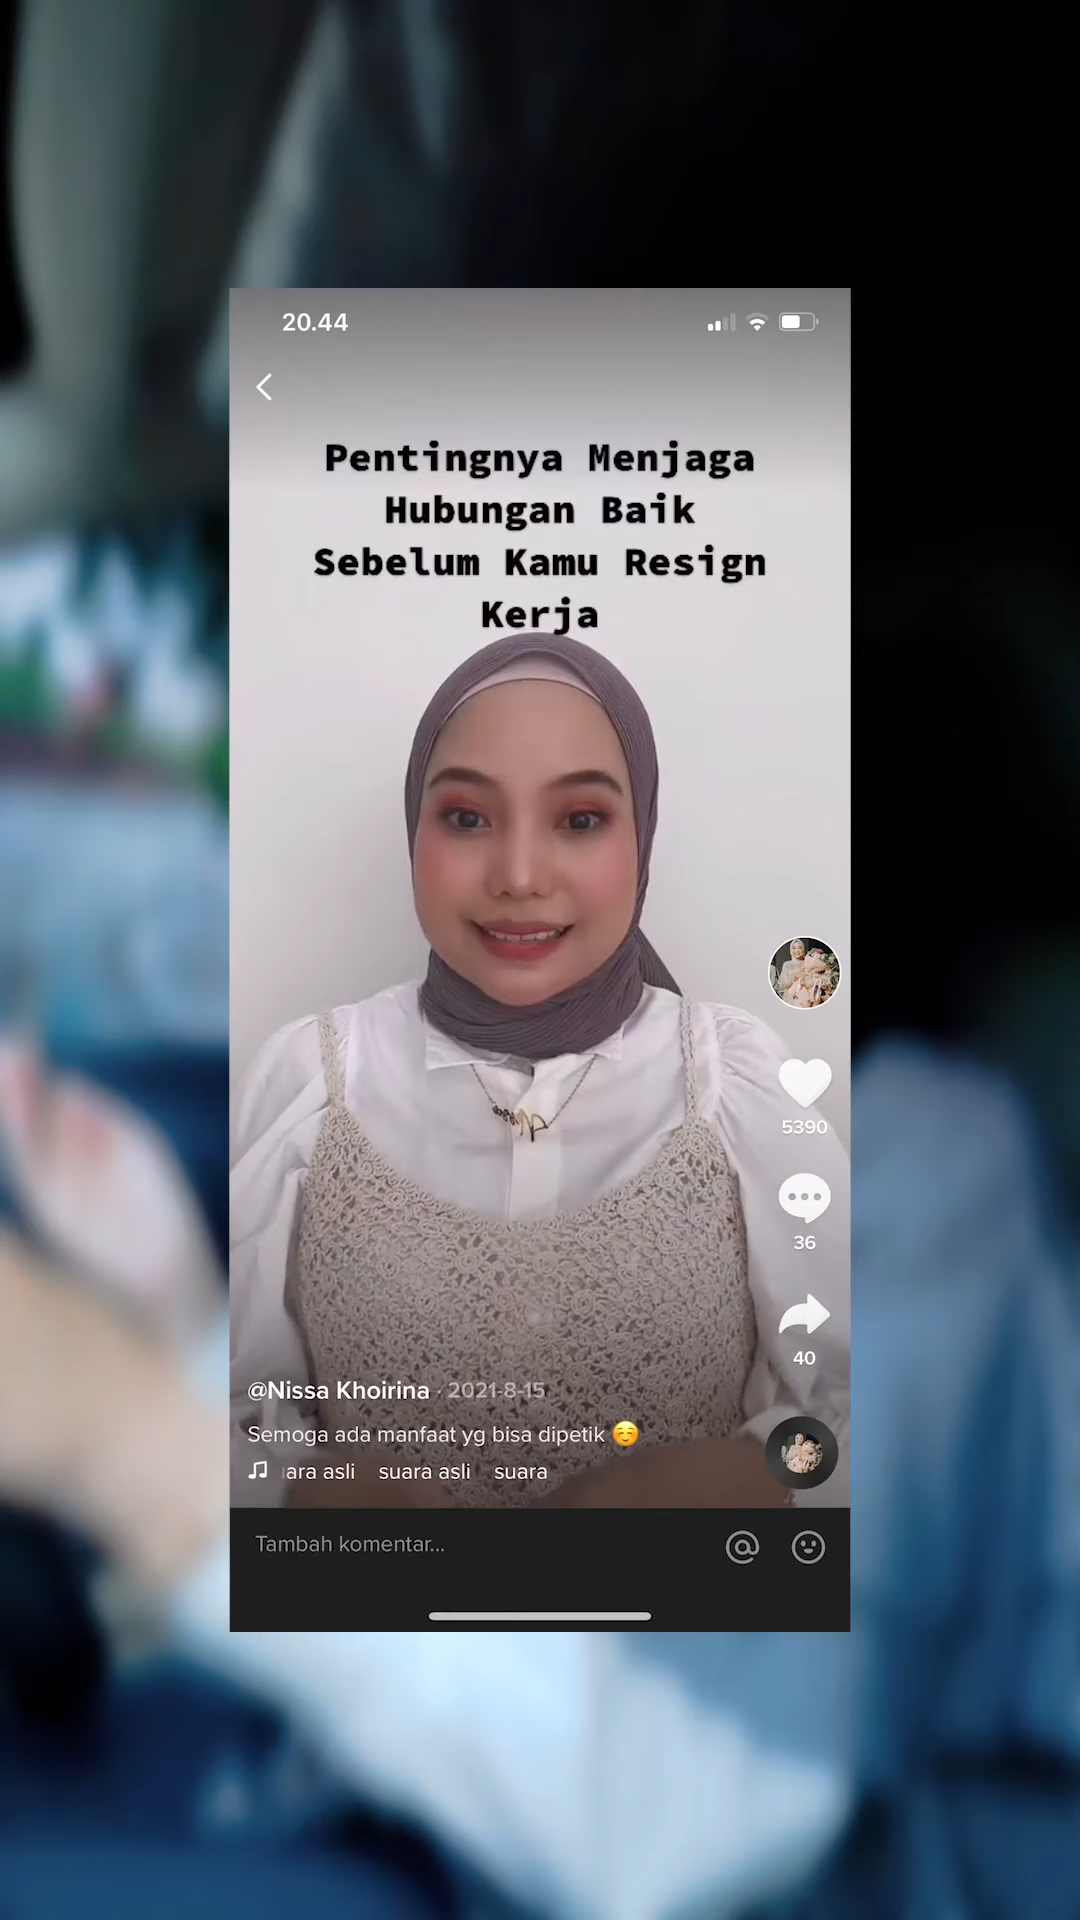 20.44
Pentingnya Menjaga
Hubungan Baik
Sebelum Kamu Resign
Kerja
5390
36
40
@Nissa Khoirina · 2021-8-15
Semoga ada manfaat yg bisa dipetik ☺️
ara asli suara asli suara
Tambah komentar...